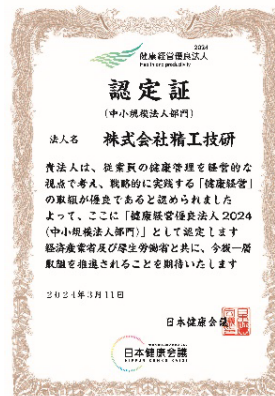 2024
健康経営優良法人
Health and productivity
認定証
(中小規模法人部門)
法人名 株式会社精工技研
貴法人は、従業員の健康管理を経営的な
視点で考え、戦略的に実践する「健康経営」
の取組が優良であると認められました
よって、ここに「健康経営優良法人2024
(中小規模法人部門)」として認定します
経済産業省及び厚生労働省と共に、今後一層
取組を推進されることを期待いたします
2024年3月11日
日本健康会議
日本健康会議
NIPPON KENKO KAIGI